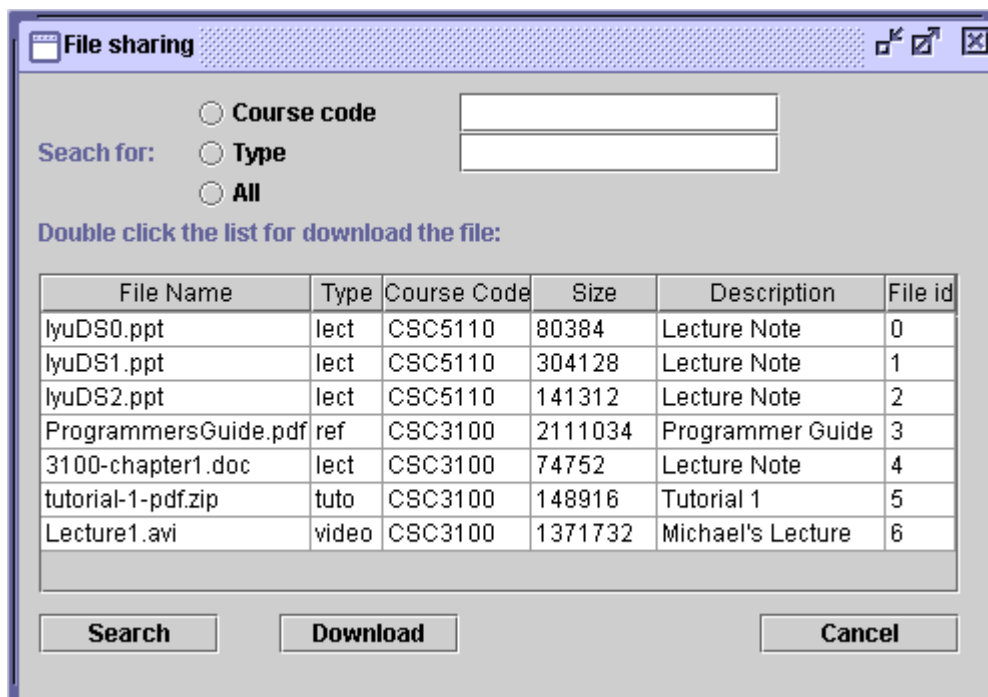 File sharing
Course code
Seach for: Type
All
Double click the list for download the file:
File Name Type Course Code Size Description File id
lyuDS0.ppt lect CSC5110 80384 Lecture Note 0
lyuDS1.ppt lect CSC5110 304128 Lecture Note 1
lyuDS2.ppt lect CSC5110 141312 Lecture Note 2
ProgrammersGuide.pdf ref CSC3100 2111034 Programmer Guide 3
3100-chapter1.doc lect CSC3100 74752 Lecture Note 4
tutorial-1-pdf.zip tuto CSC3100 148916 Tutorial 1 5
Lecture1.avi video CSC3100 1371732 Michael's Lecture 6
Search Download Cancel